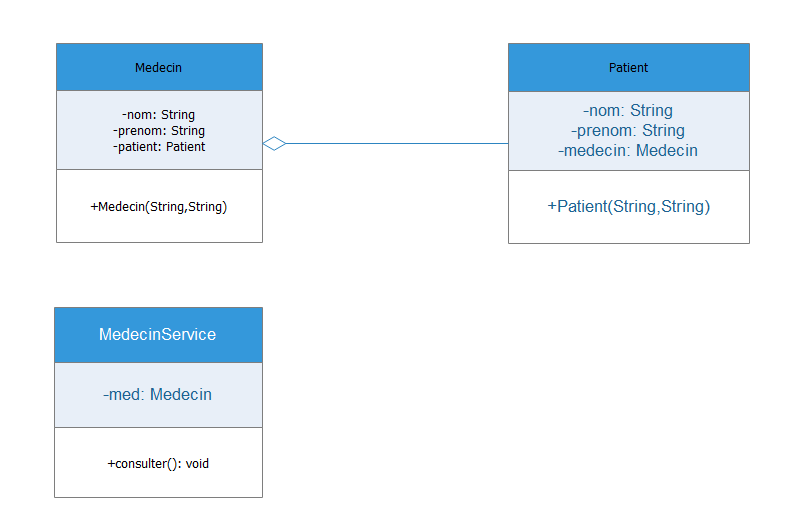 Medecin
-nom: String
-prenom: String
-patient: Patient
+Medecin(String,String)
Patient
-nom: String
-prenom: String
-medecin: Medecin
+Patient(String,String)
MedecinService
-med: Medecin
+consulter(): void